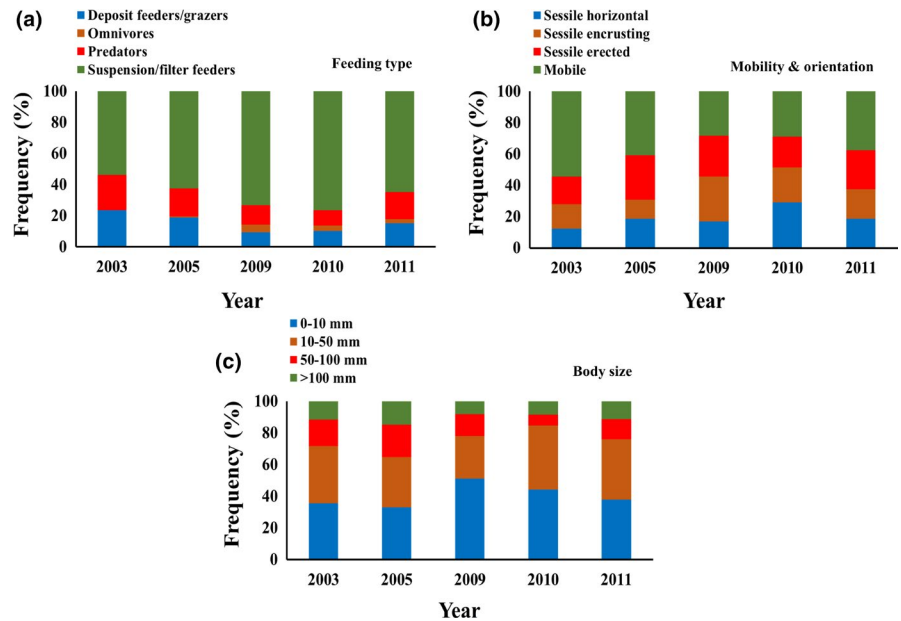 (a)
Deposit feeders/grazers
Omnivores
Predators
Suspension/filter feeders
Feeding type
Frequency (%)
100
80
60
40
20
0
2003 2005 2009 2010 2011
Year
(b)
Sessile horizontal
Sessile encrusting
Sessile erected
Mobile
Mobility & orientation
Frequency (%)
100
80
60
40
20
0
2003 2005 2009 2010 2011
Year
(c)
0-10 mm
10-50 mm
50-100 mm
>100 mm
Body size
Frequency (%)
100
80
60
40
20
0
2003 2005 2009 2010 2011
Year